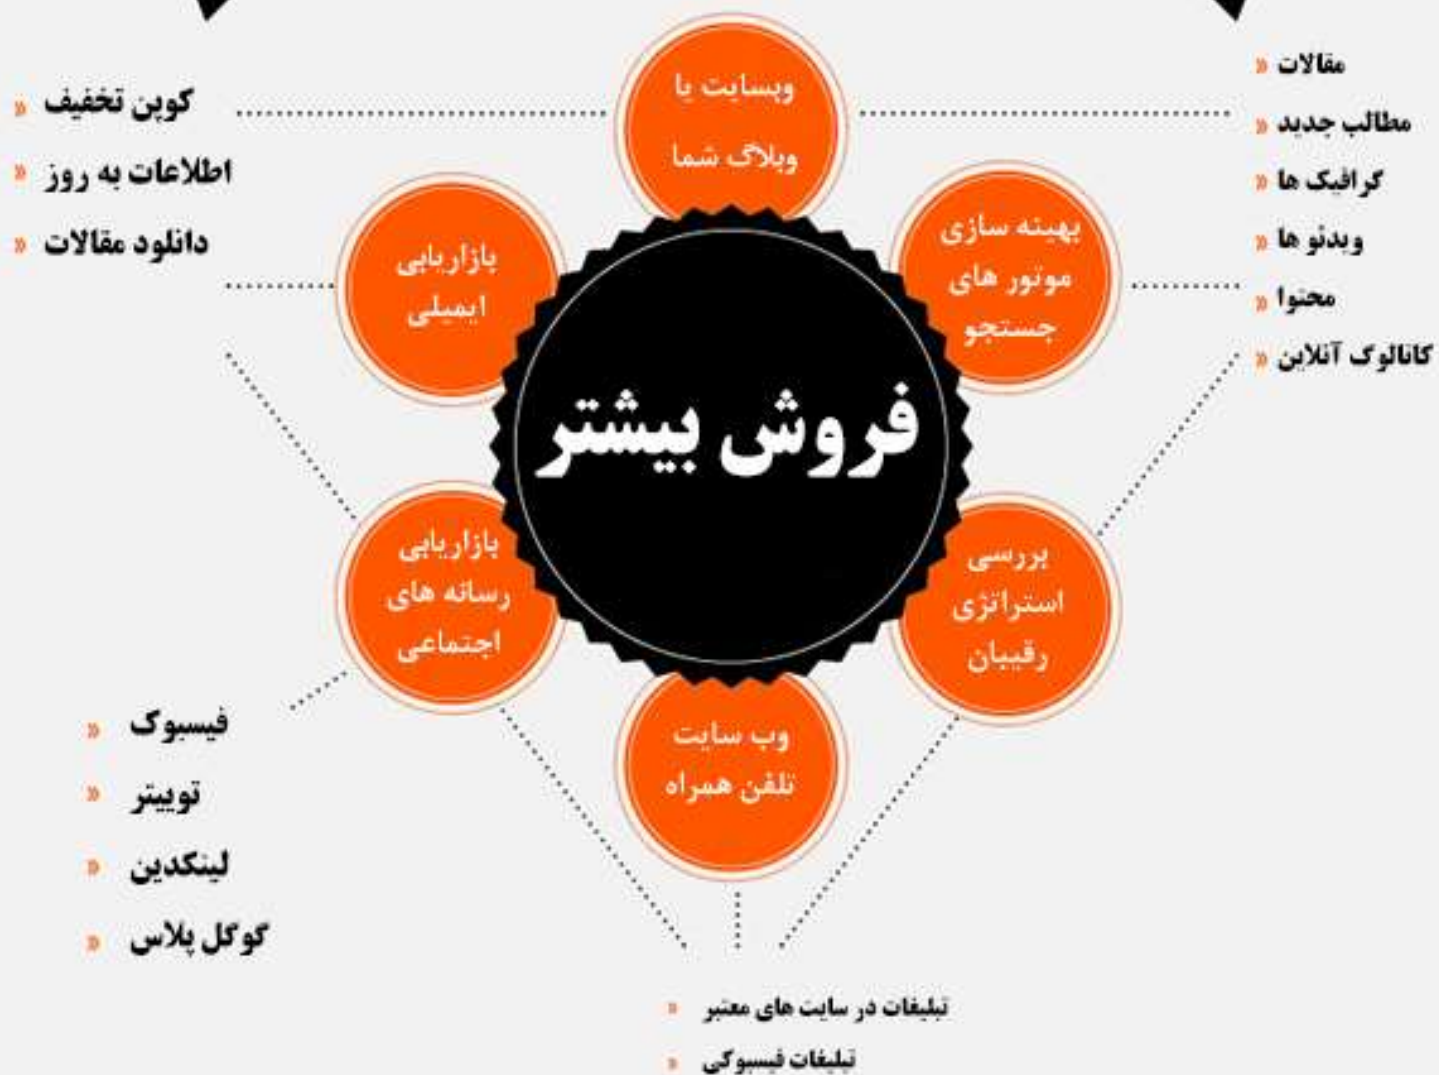 وبسایت یا
وبلاگ شما
مقالات
مطالب جدید
گرافیک ها
ویدئو ها
محتوا
کاتالوگ آنلاین
کوپن تخفیف
اطلاعات به روز
دانلود مقالات
بهینه سازی
موتور های
جستجو
بازاریابی
ایمیلی
فروش بیشتر
بررسی
استراتژی
رقیبان
بازاریابی
رسانه های
اجتماعی
وب سایت
تلفن همراه
فیسبوک
توییتر
لینکدین
گوگل پلاس
تبلیغات در سایت های معتبر
تبلیغات فیسبوکی